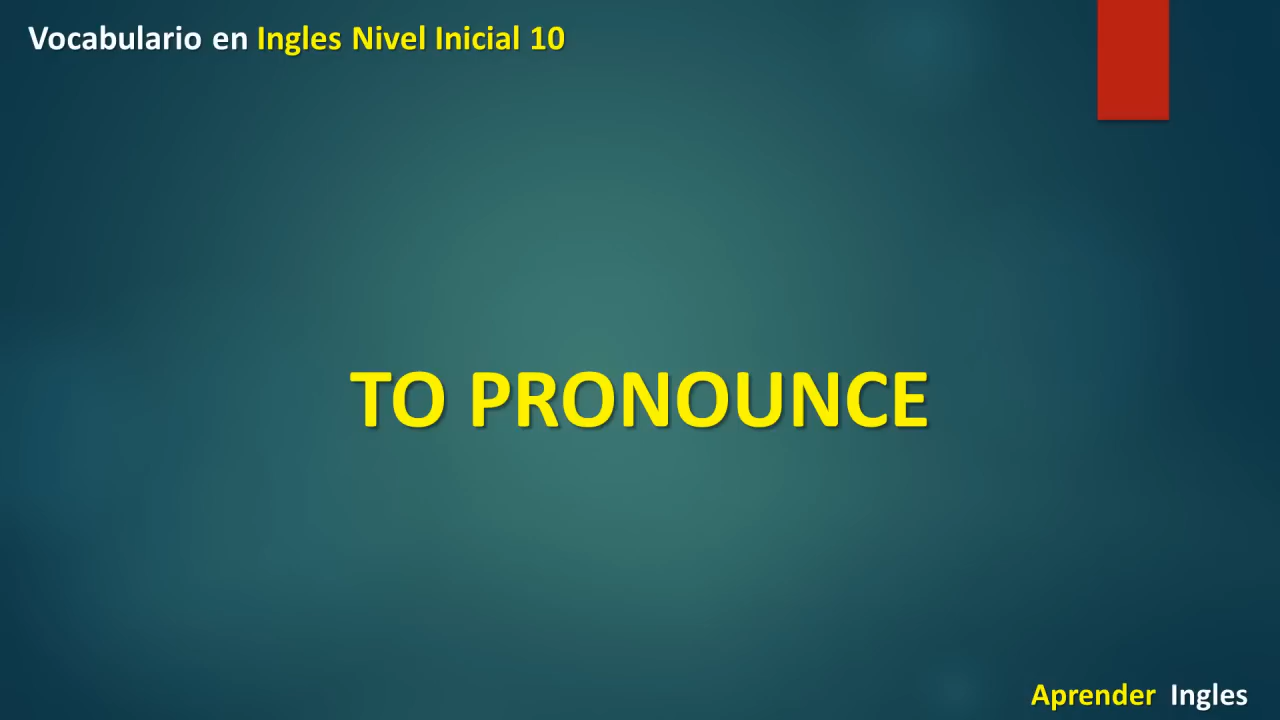 Vocabulario en Ingles Nivel Inicial 10
TO PRONOUNCE
Aprender Ingles